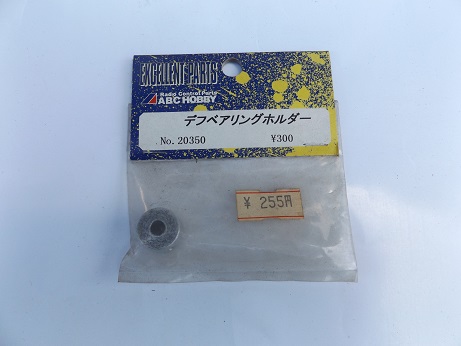 EXCELLENT PARTS
Radio Control Parts
ABC HOBBY
デフベアリングホルダー
No. 20350 ¥300
¥ 255円